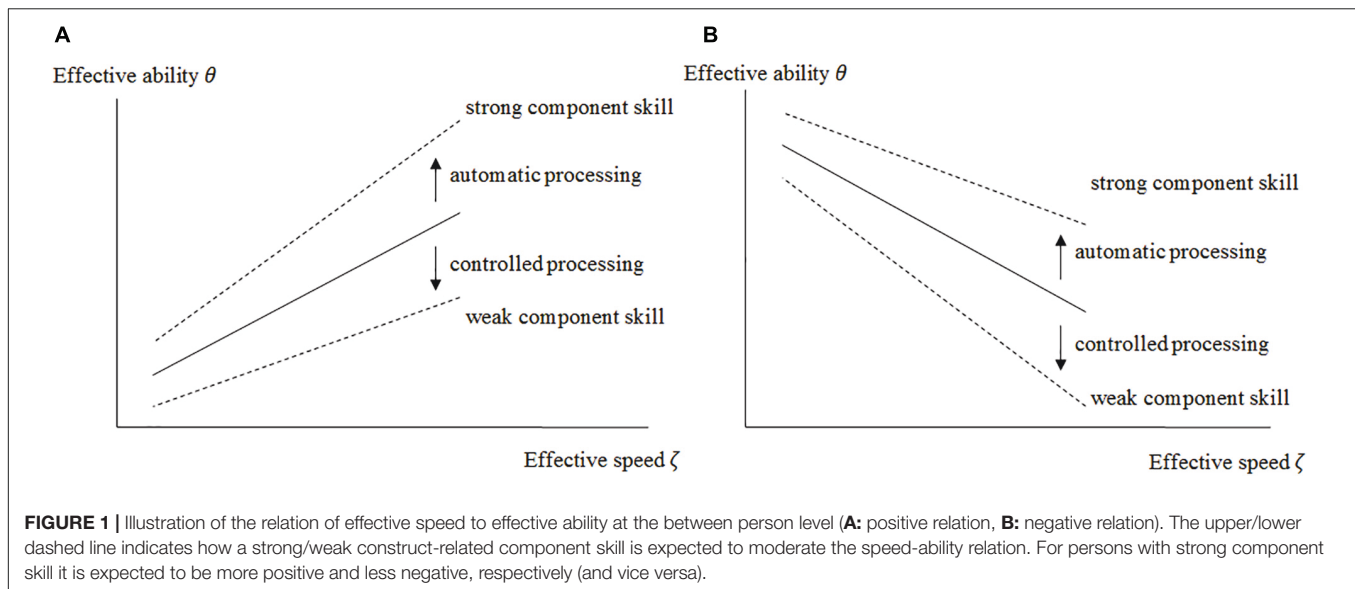 A
Effective ability θ
strong component skill
automatic processing
controlled processing
weak component skill
Effective speed ζ
B
Effective ability θ
strong component skill
automatic processing
controlled processing
weak component skill
Effective speed ζ
FIGURE 1 | Illustration of the relation of effective speed to effective ability at the between person level (A: positive relation, B: negative relation). The upper/lower
dashed line indicates how a strong/weak construct-related component skill is expected to moderate the speed-ability relation. For persons with strong component
skill it is expected to be more positive and less negative, respectively (and vice versa).